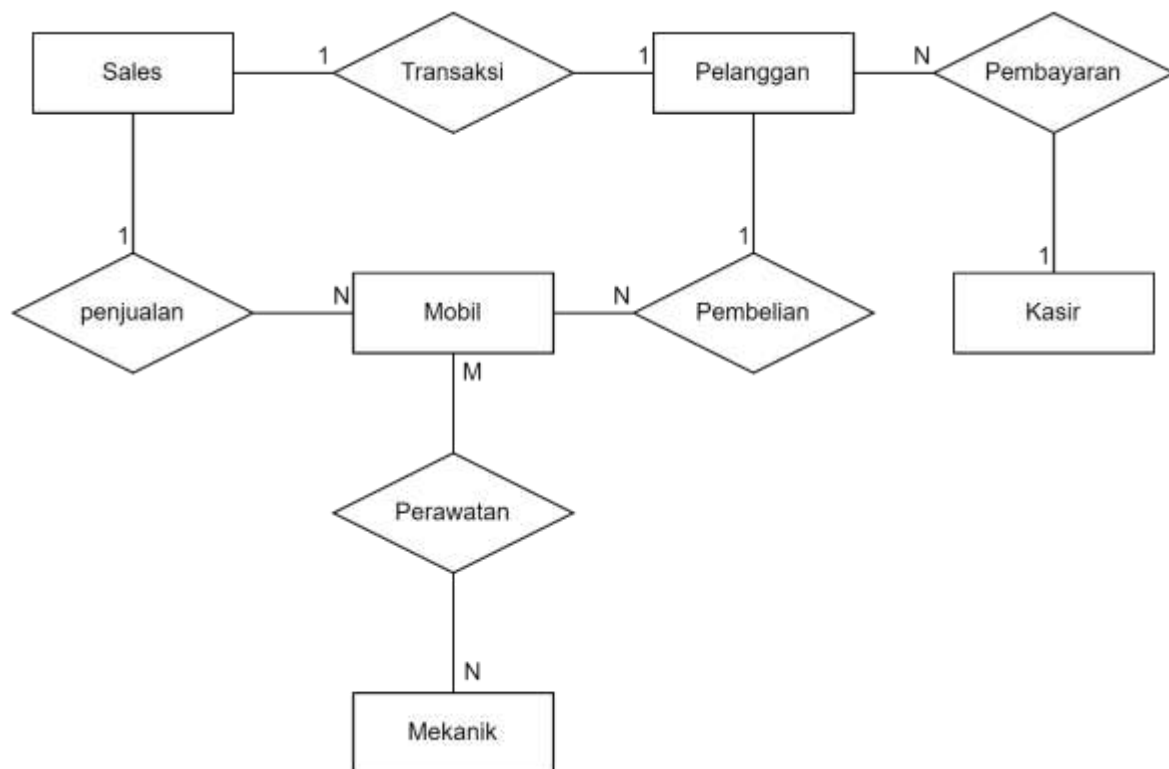 Sales
1
Transaksi
1
Pelanggan
N
Pembayaran
1
1
1
penjualan
N
Mobil
N
Pembelian
Kasir
M
Perawatan
N
Mekanik